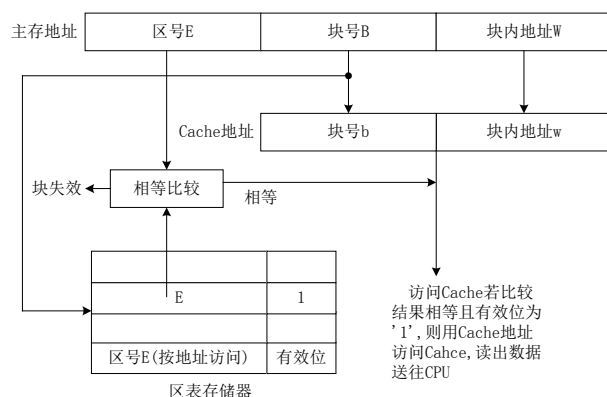 主存地址 区号E 块号B 块内地址W
Cache地址 块号b 块内地址w
块失效 相等比较 相等
E 1
区号E(按地址访问) 有效位
区表存储器
访问Cache若比较
结果相等且有效位为
'1',则用Cache地址
访问Cahce,读出数据
送往CPU